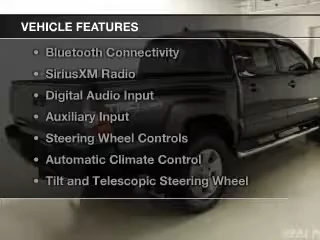 VEHICLE FEATURES
• Bluetooth Connectivity
• SiriusXM Radio
• Digital Audio Input
• Auxiliary Input
• Steering Wheel Controls
• Automatic Climate Control
• Tilt and Telescopic Steering Wheel